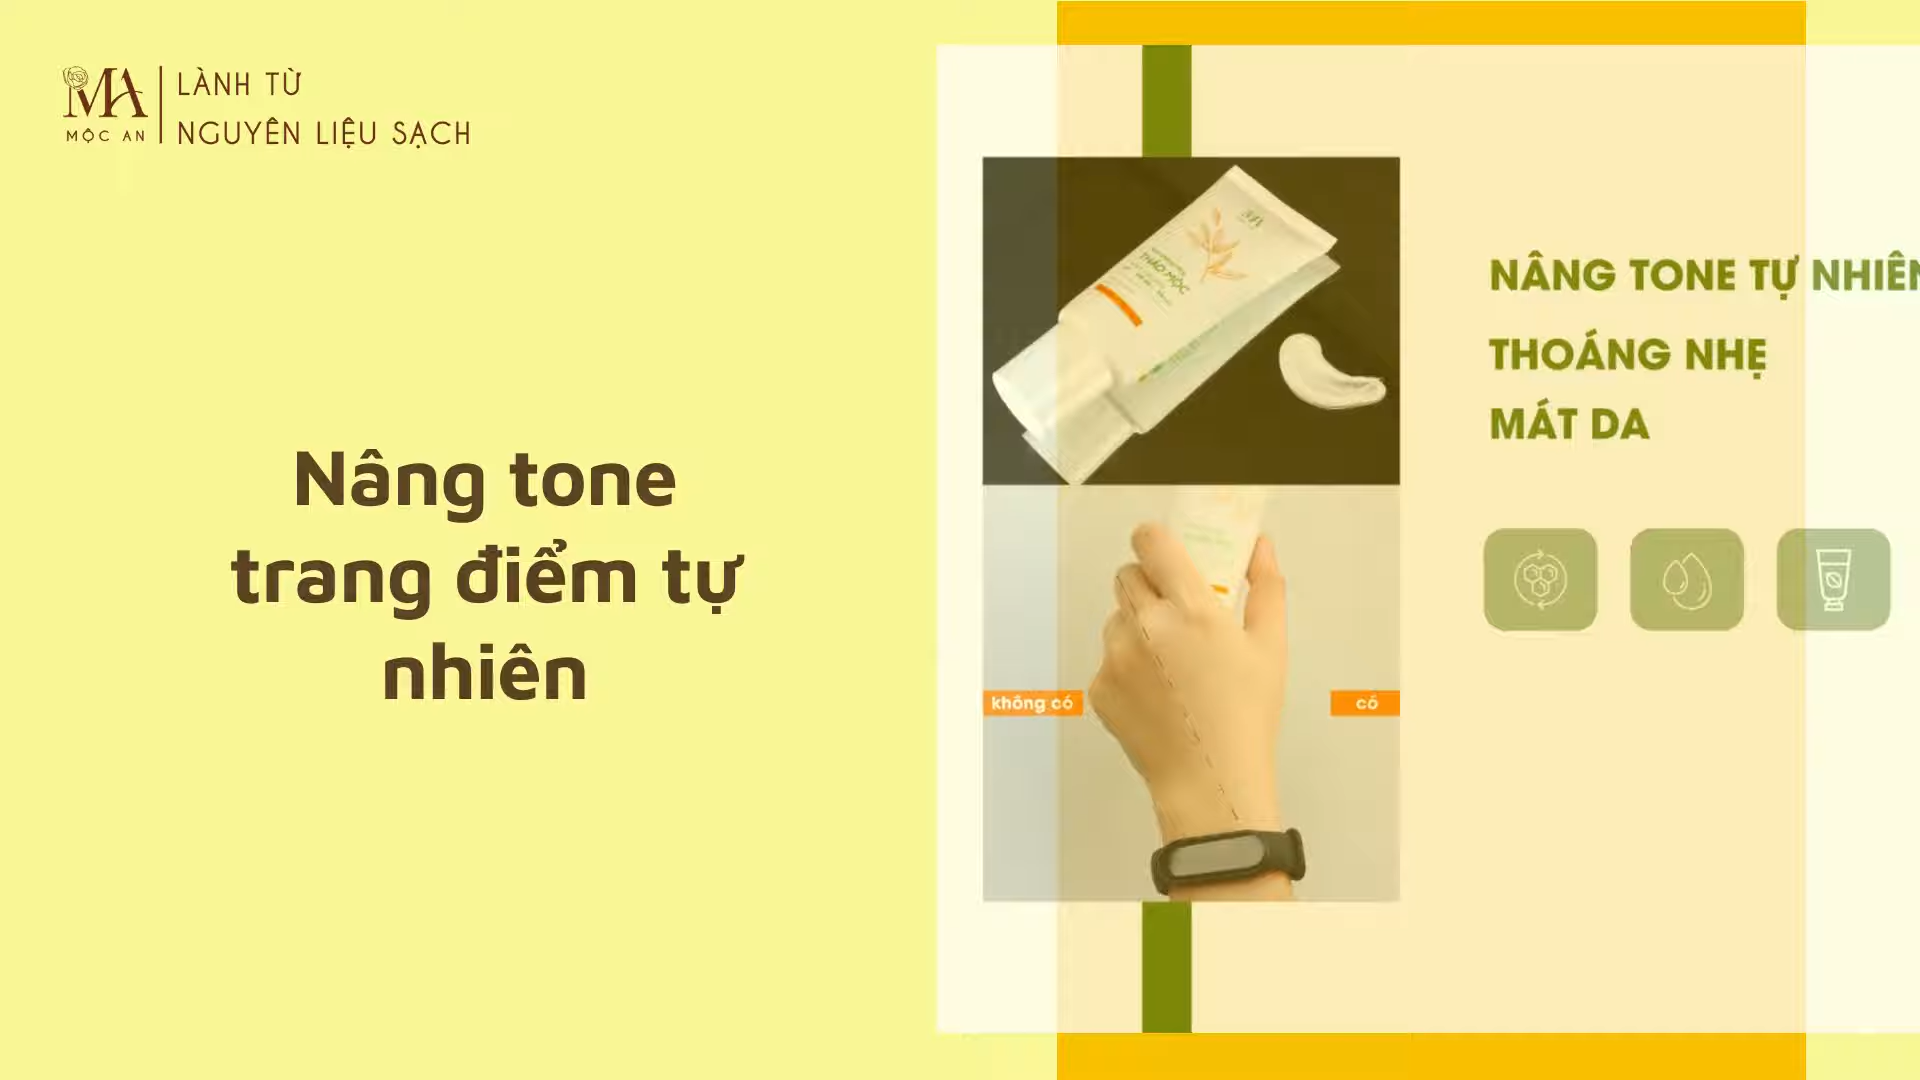 MA
MỘC AN
LÀNH TỪ
NGUYÊN LIỆU SẠCH
Nâng tone
trang điểm tự
nhiên
MA
THẢO MỘC
không có
có
NÂNG TONE TỰ NHIÊN
THOÁNG NHẸ
MÁT DA